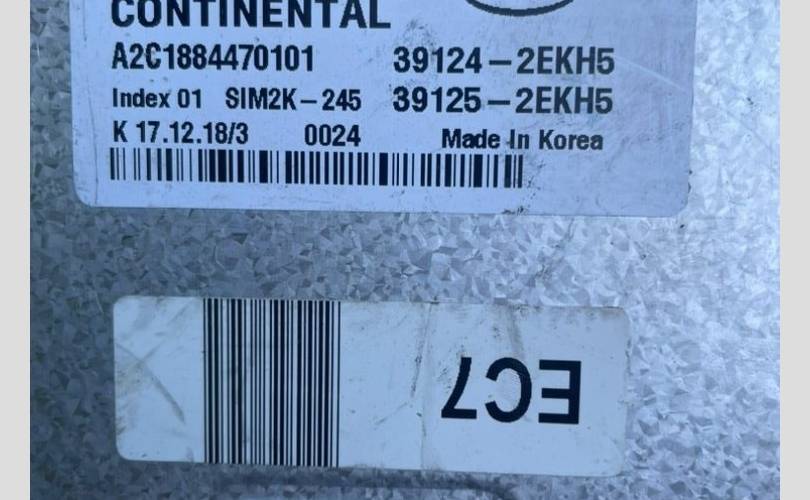 CONTINENTAL
A2C1884470101 39124-2EKH5
Index 01 SIM2K-245 39125-2EKH5
K 17.12.18/3 0024 Made In Korea
EC7